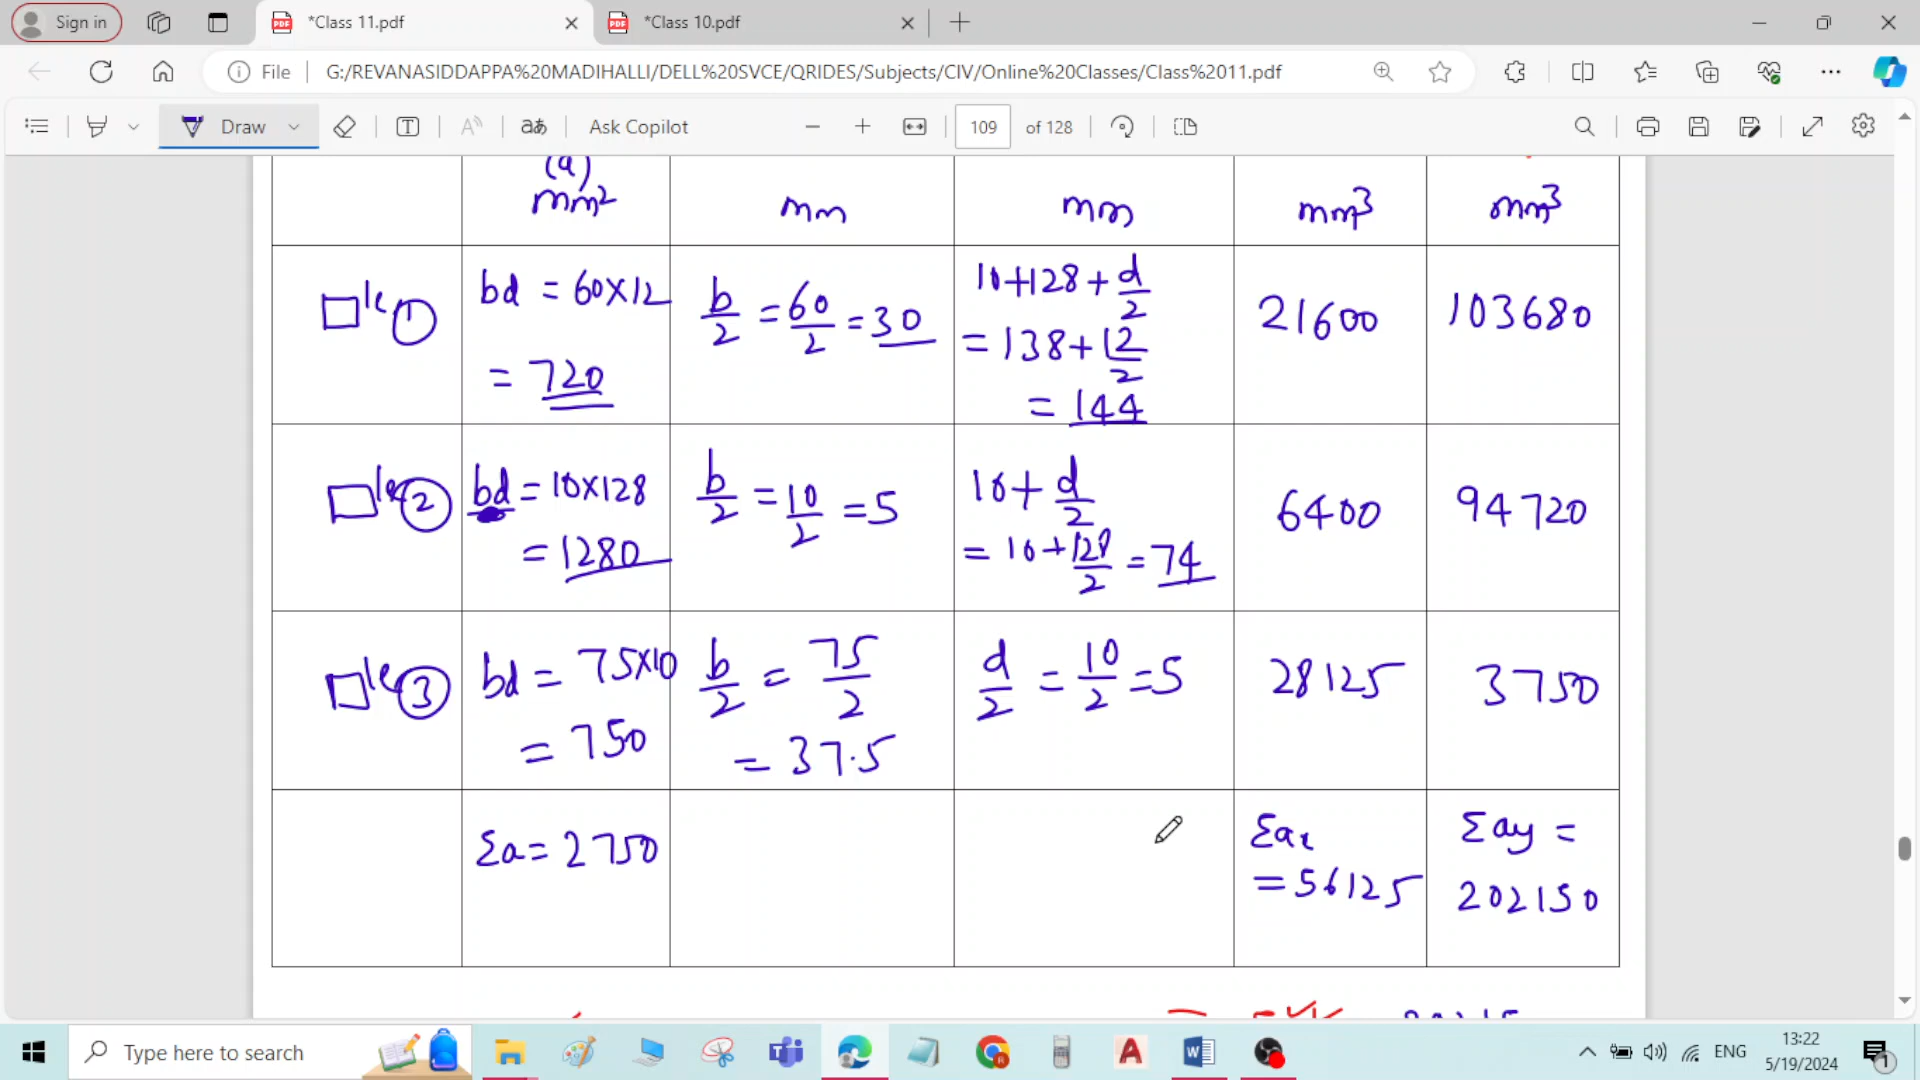 Sign in
*Class 11.pdf
*Class 10.pdf
File
G:/REVANASIDDAPPA%20MADIHALLI/DELL%20SVCE/QRIDES/Subjects/CIV/Online%20Classes/Class%2011.pdf
Draw
Ask Copilot
109 of 128
(a)
mm² mm mm mm³ mm³
□le ① bd = 60×12 = 720
b/2 = 60/2 = 30
10+128+d/2
= 138+12/2
= 144
21600
103680
□le ② bd = 10×128
= 1280
b/2 = 10/2 = 5
10+d/2
= 10+128/2 = 74
6400
94720
□le ③ bd = 75×10
= 750
b/2 = 75/2
= 37.5
d/2 = 10/2 = 5
28125
3750
Σa = 2750
Σax
= 56125
Σay =
202150
Type here to search
ENG
13:22
5/19/2024
1